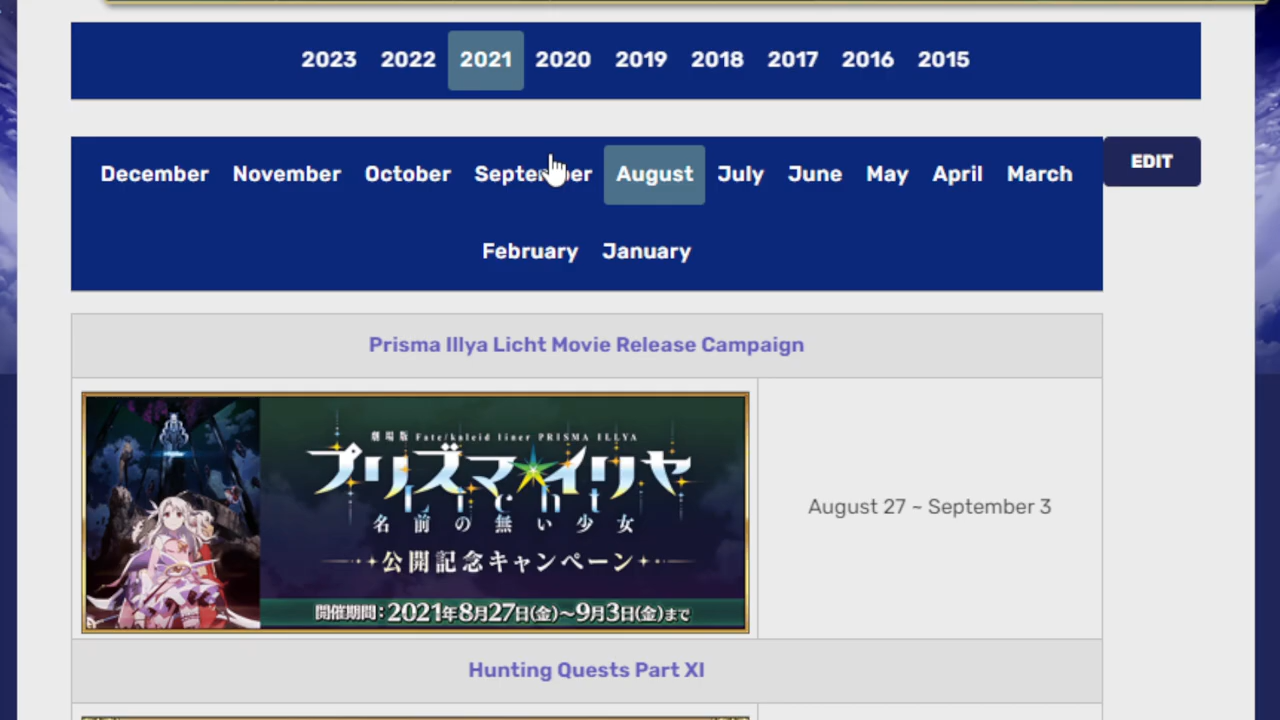 2023 2022 2021 2020 2019 2018 2017 2016 2015
December November October September August July June May April March
EDIT
February January
Prisma Illya Licht Movie Release Campaign
劇場版 Fate/kaleid liner PRISMA ILLYA
プリズマ☆イリヤ
Licht
名前の無い少女
公開記念キャンペーン
開催期間：2021年8月27日(金)～9月3日(金)まで
August 27 ~ September 3
Hunting Quests Part XI